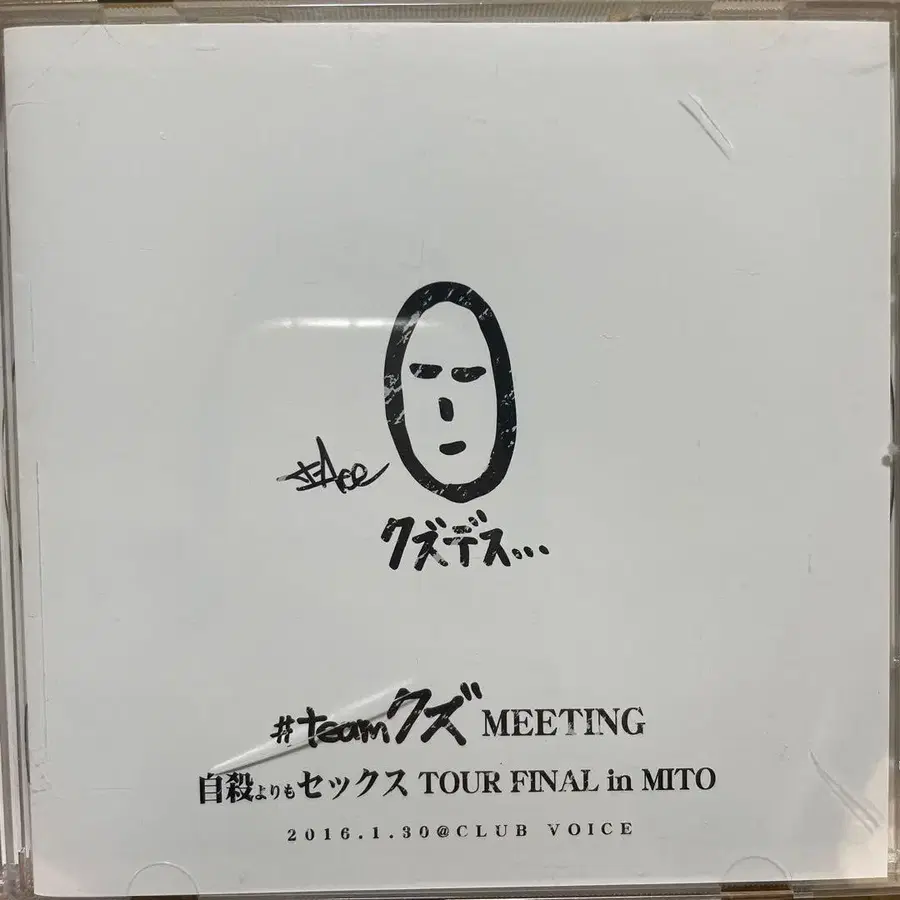 クズデス...
#teamクズ MEETING
自殺よりもセックス TOUR FINAL in MITO
2016.1.30@CLUB VOICE